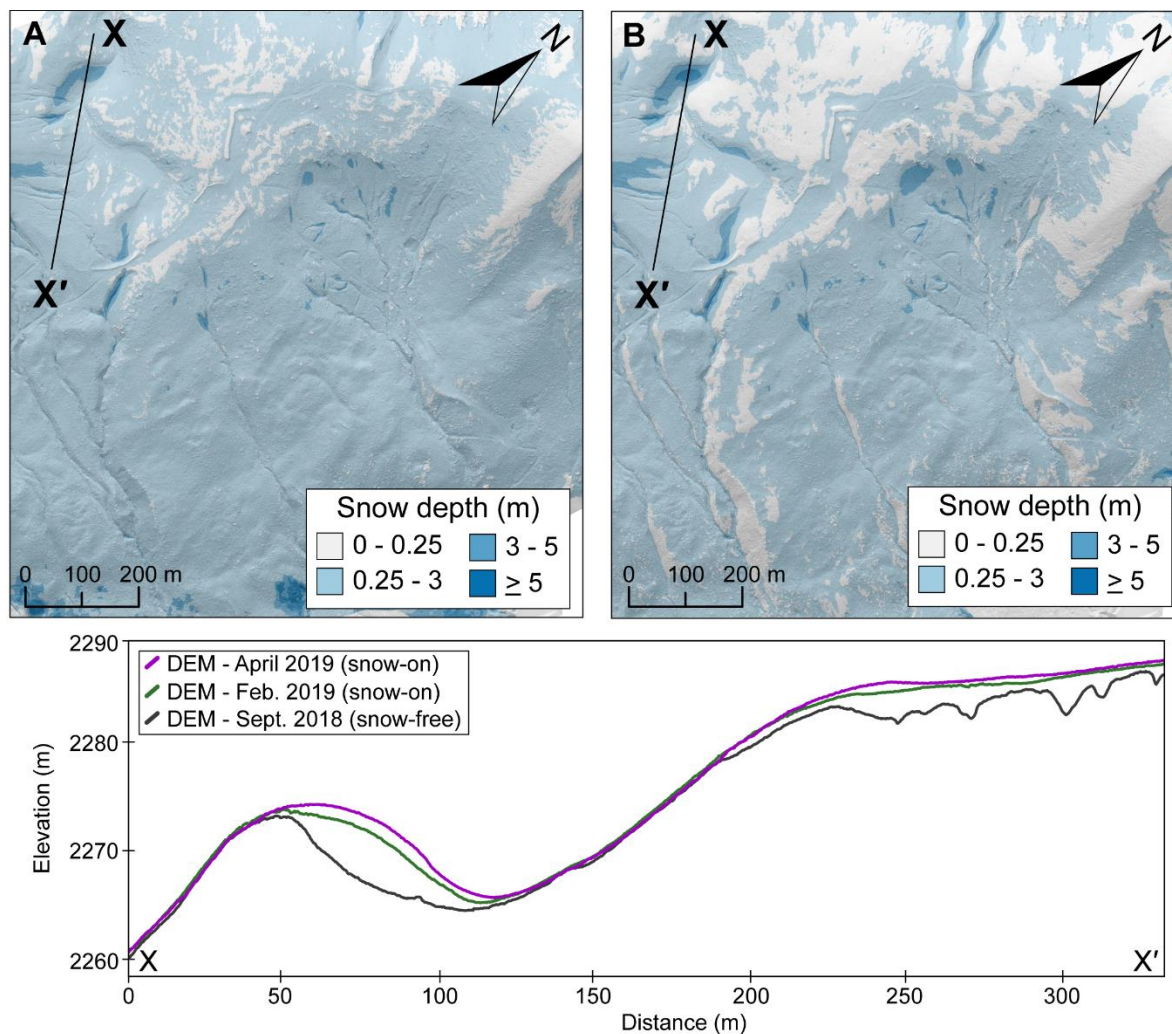 A
X
N
X′
Snow depth (m)
0 - 0.25
3 - 5
0.25 - 3
≥ 5
0 100 200 m
B
X
N
X′
Snow depth (m)
0 - 0.25
3 - 5
0.25 - 3
≥ 5
0 100 200 m
2290
2280
2270
2260
Elevation (m)
DEM - April 2019 (snow-on)
DEM - Feb. 2019 (snow-on)
DEM - Sept. 2018 (snow-free)
X
X′
0 50 100 150 200 250 300
Distance (m)